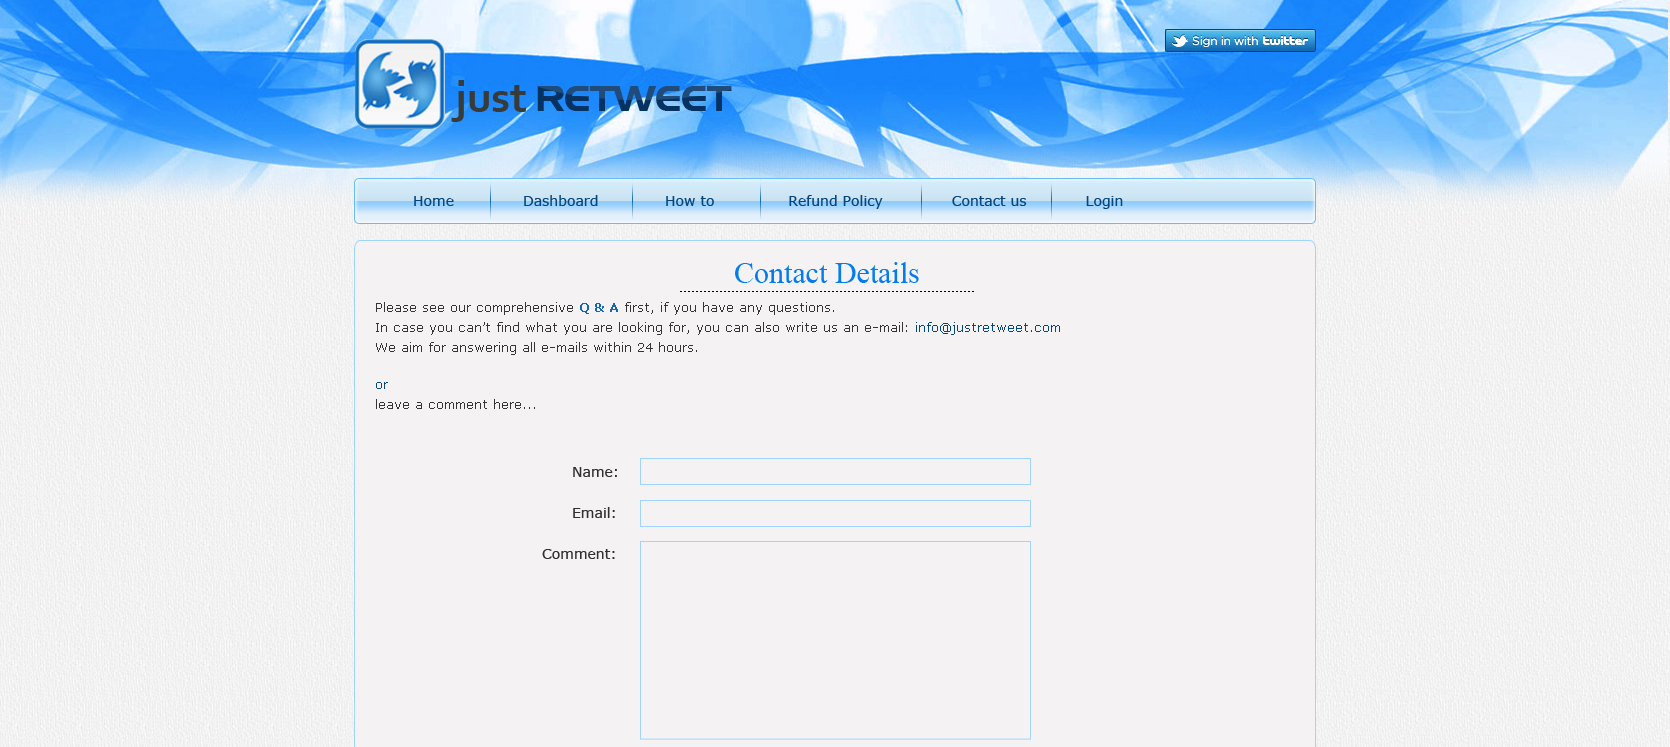 Sign in with twitter
just RETWEET
Home Dashboard How to Refund Policy Contact us Login
Contact Details
Please see our comprehensive Q & A first, if you have any questions.
In case you can't find what you are looking for, you can also write us an e-mail: info@justretweet.com
We aim for answering all e-mails within 24 hours.
or
leave a comment here...
Name:
Email:
Comment: